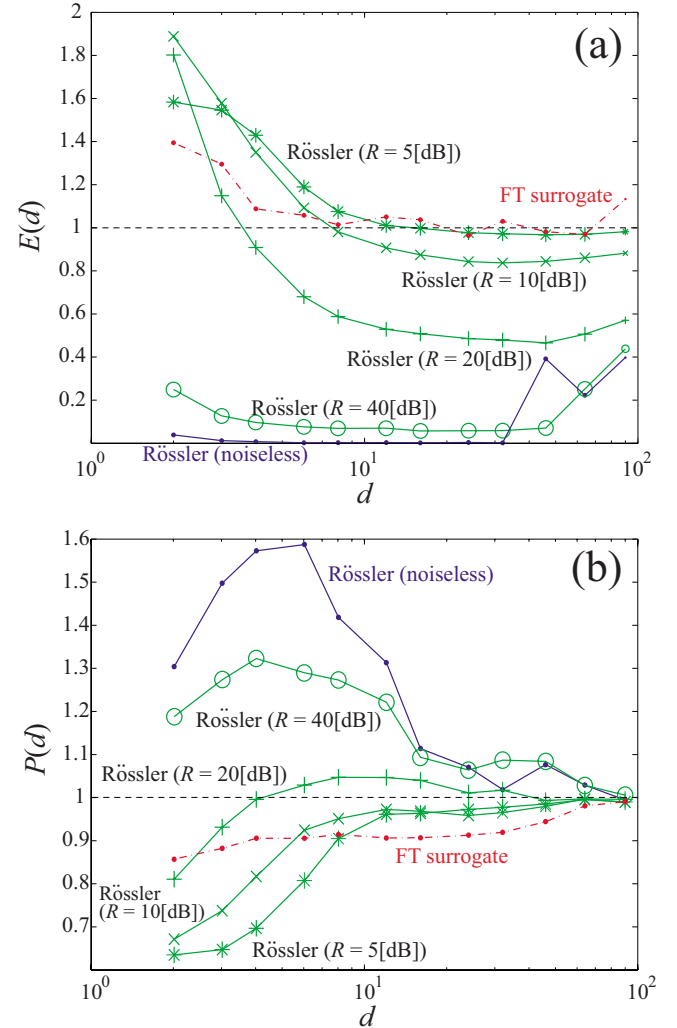 2
(a)
1.8
1.6
Rössler (R = 5[dB])
1.4
1.2
FT surrogate
E(d)
1
0.8
Rössler (R = 10[dB])
0.6
Rössler (R = 20[dB])
0.4
Rössler (R = 40[dB])
0.2
Rössler (noiseless)
10^0
10^1
10^2
d
1.6
(b)
1.5
Rössler (noiseless)
1.4
1.3
1.2
Rössler (R = 40[dB])
P(d)
1.1
Rössler (R = 20[dB])
1
0.9
FT surrogate
0.8
Rössler
(R = 10[dB])
0.7
Rössler (R = 5[dB])
10^0
10^1
10^2
d